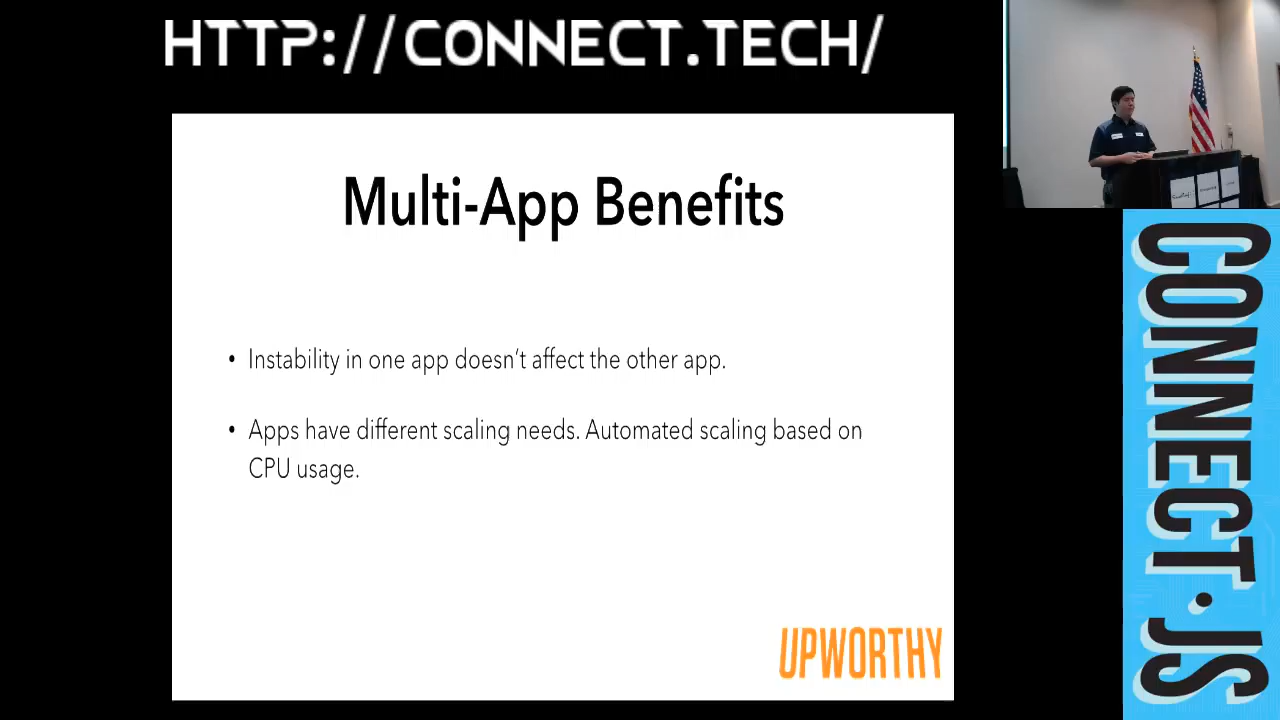 HTTP://CONNECT.TECH/
Multi-App Benefits
• Instability in one app doesn’t affect the other app.
• Apps have different scaling needs. Automated scaling based on
CPU usage.
UPWORTHY
CONNECT.JS